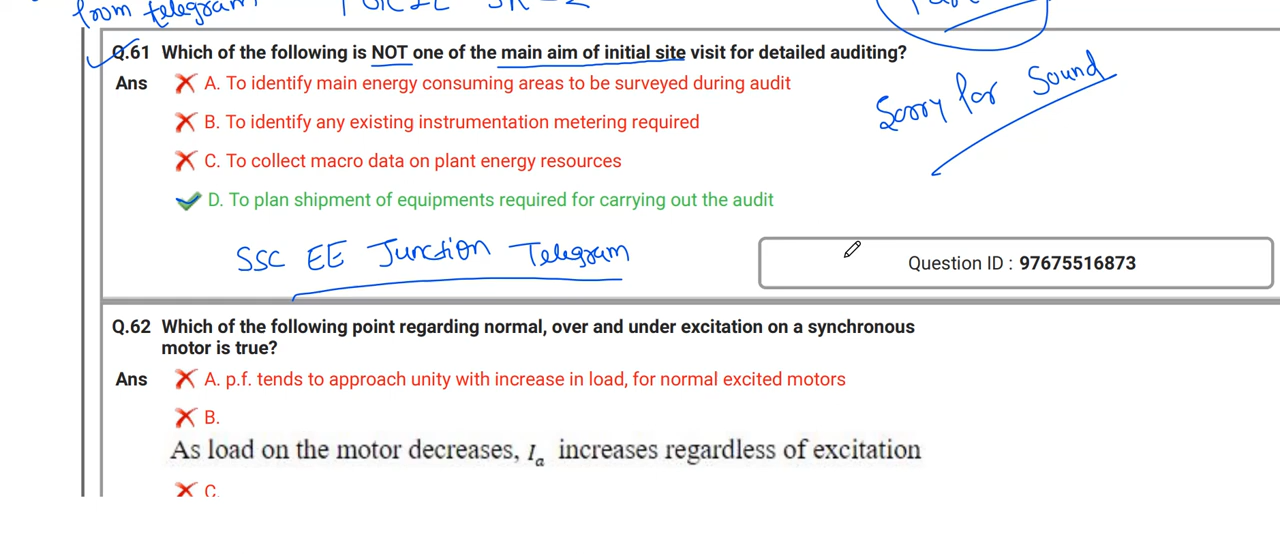 from telegram
Sorry for Sound
Q.61 Which of the following is NOT one of the main aim of initial site visit for detailed auditing?
Ans A. To identify main energy consuming areas to be surveyed during audit
B. To identify any existing instrumentation metering required
C. To collect macro data on plant energy resources
D. To plan shipment of equipments required for carrying out the audit
SSC EE Junction Telegram
Question ID : 97675516873
Q.62 Which of the following point regarding normal, over and under excitation on a synchronous
motor is true?
Ans A. p.f. tends to approach unity with increase in load, for normal excited motors
B.
As load on the motor decreases, Iₐ increases regardless of excitation
C.